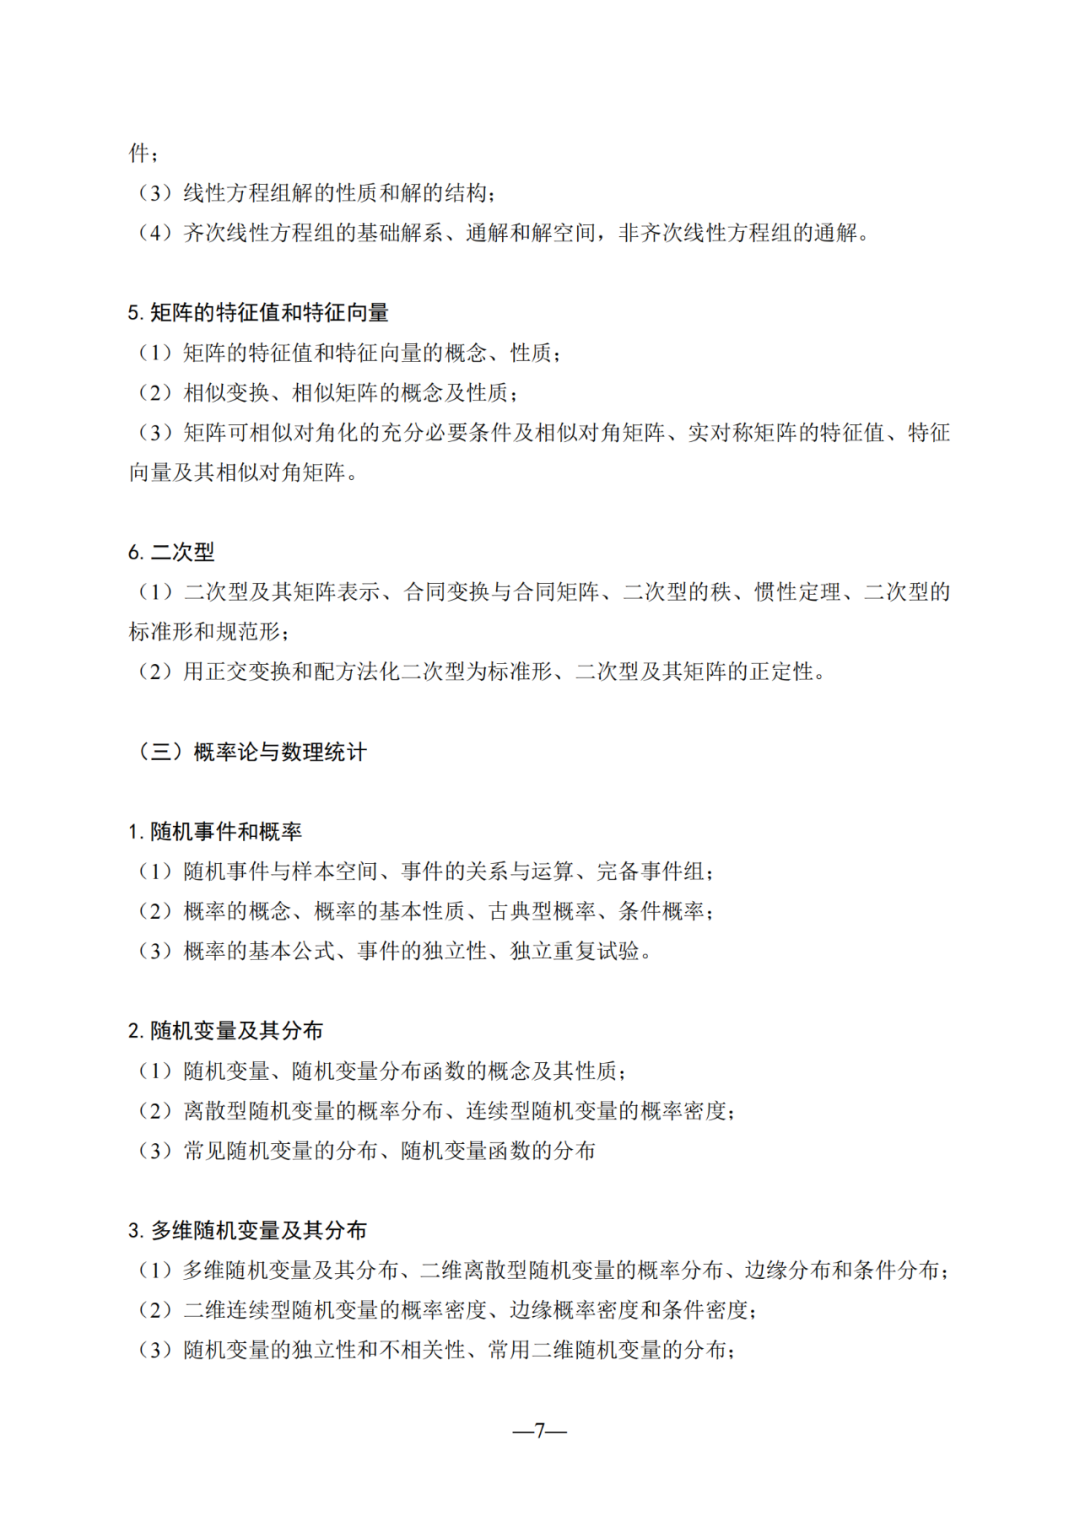 件；
（3）线性方程组解的性质和解的结构；
（4）齐次线性方程组的基础解系、通解和解空间，非齐次线性方程组的通解。
5.矩阵的特征值和特征向量
（1）矩阵的特征值和特征向量的概念、性质；
（2）相似变换、相似矩阵的概念及性质；
（3）矩阵可相似对角化的充分必要条件及相似对角矩阵、实对称矩阵的特征值、特征
向量及其相似对角矩阵。
6.二次型
（1）二次型及其矩阵表示、合同变换与合同矩阵、二次型的秩、惯性定理、二次型的
标准形和规范形；
（2）用正交变换和配方法化二次型为标准形、二次型及其矩阵的正定性。
（三）概率论与数理统计
1.随机事件和概率
（1）随机事件与样本空间、事件的关系与运算、完备事件组；
（2）概率的概念、概率的基本性质、古典型概率、条件概率；
（3）概率的基本公式、事件的独立性、独立重复试验。
2.随机变量及其分布
（1）随机变量、随机变量分布函数的概念及其性质；
（2）离散型随机变量的概率分布、连续型随机变量的概率密度；
（3）常见随机变量的分布、随机变量函数的分布
3.多维随机变量及其分布
（1）多维随机变量及其分布、二维离散型随机变量的概率分布、边缘分布和条件分布；
（2）二维连续型随机变量的概率密度、边缘概率密度和条件密度；
（3）随机变量的独立性和不相关性、常用二维随机变量的分布；
—7—